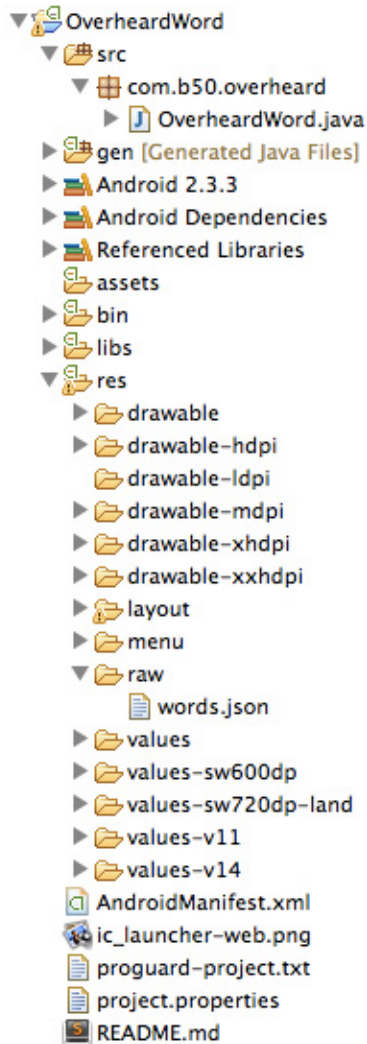 OverheardWord
src
com.b50.overheard
OverheardWord.java
gen [Generated Java Files]
Android 2.3.3
Android Dependencies
Referenced Libraries
assets
bin
libs
res
drawable
drawable-hdpi
drawable-ldpi
drawable-mdpi
drawable-xhdpi
drawable-xxhdpi
layout
menu
raw
words.json
values
values-sw600dp
values-sw720dp-land
values-v11
values-v14
AndroidManifest.xml
ic_launcher-web.png
proguard-project.txt
project.properties
README.md